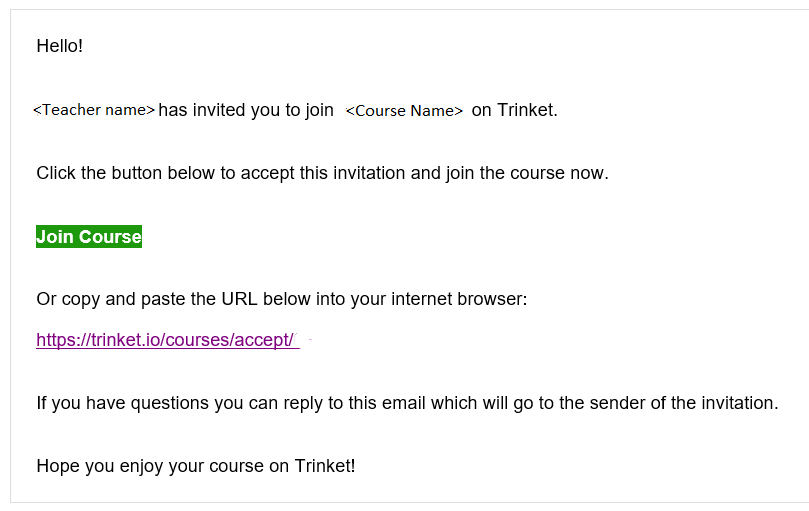 Hello!
<Teacher name> has invited you to join <Course Name> on Trinket.
Click the button below to accept this invitation and join the course now.
Join Course
Or copy and paste the URL below into your internet browser:
https://trinket.io/courses/accept/
If you have questions you can reply to this email which will go to the sender of the invitation.
Hope you enjoy your course on Trinket!